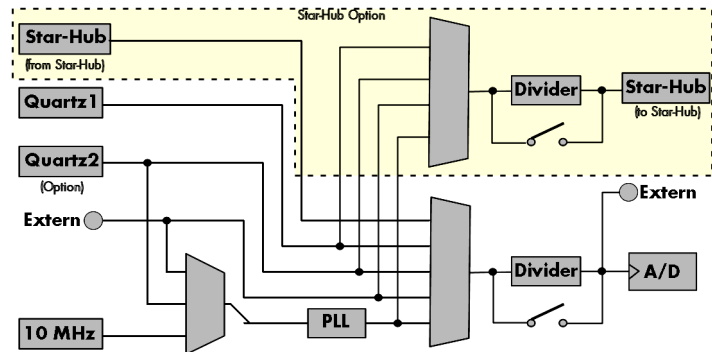 Star-Hub Option
Star-Hub
(from Star-Hub)
Quartz1
Divider
Star-Hub
(to Star-Hub)
Quartz2
(Option)
Extern
Extern
Divider
A/D
PLL
10 MHz